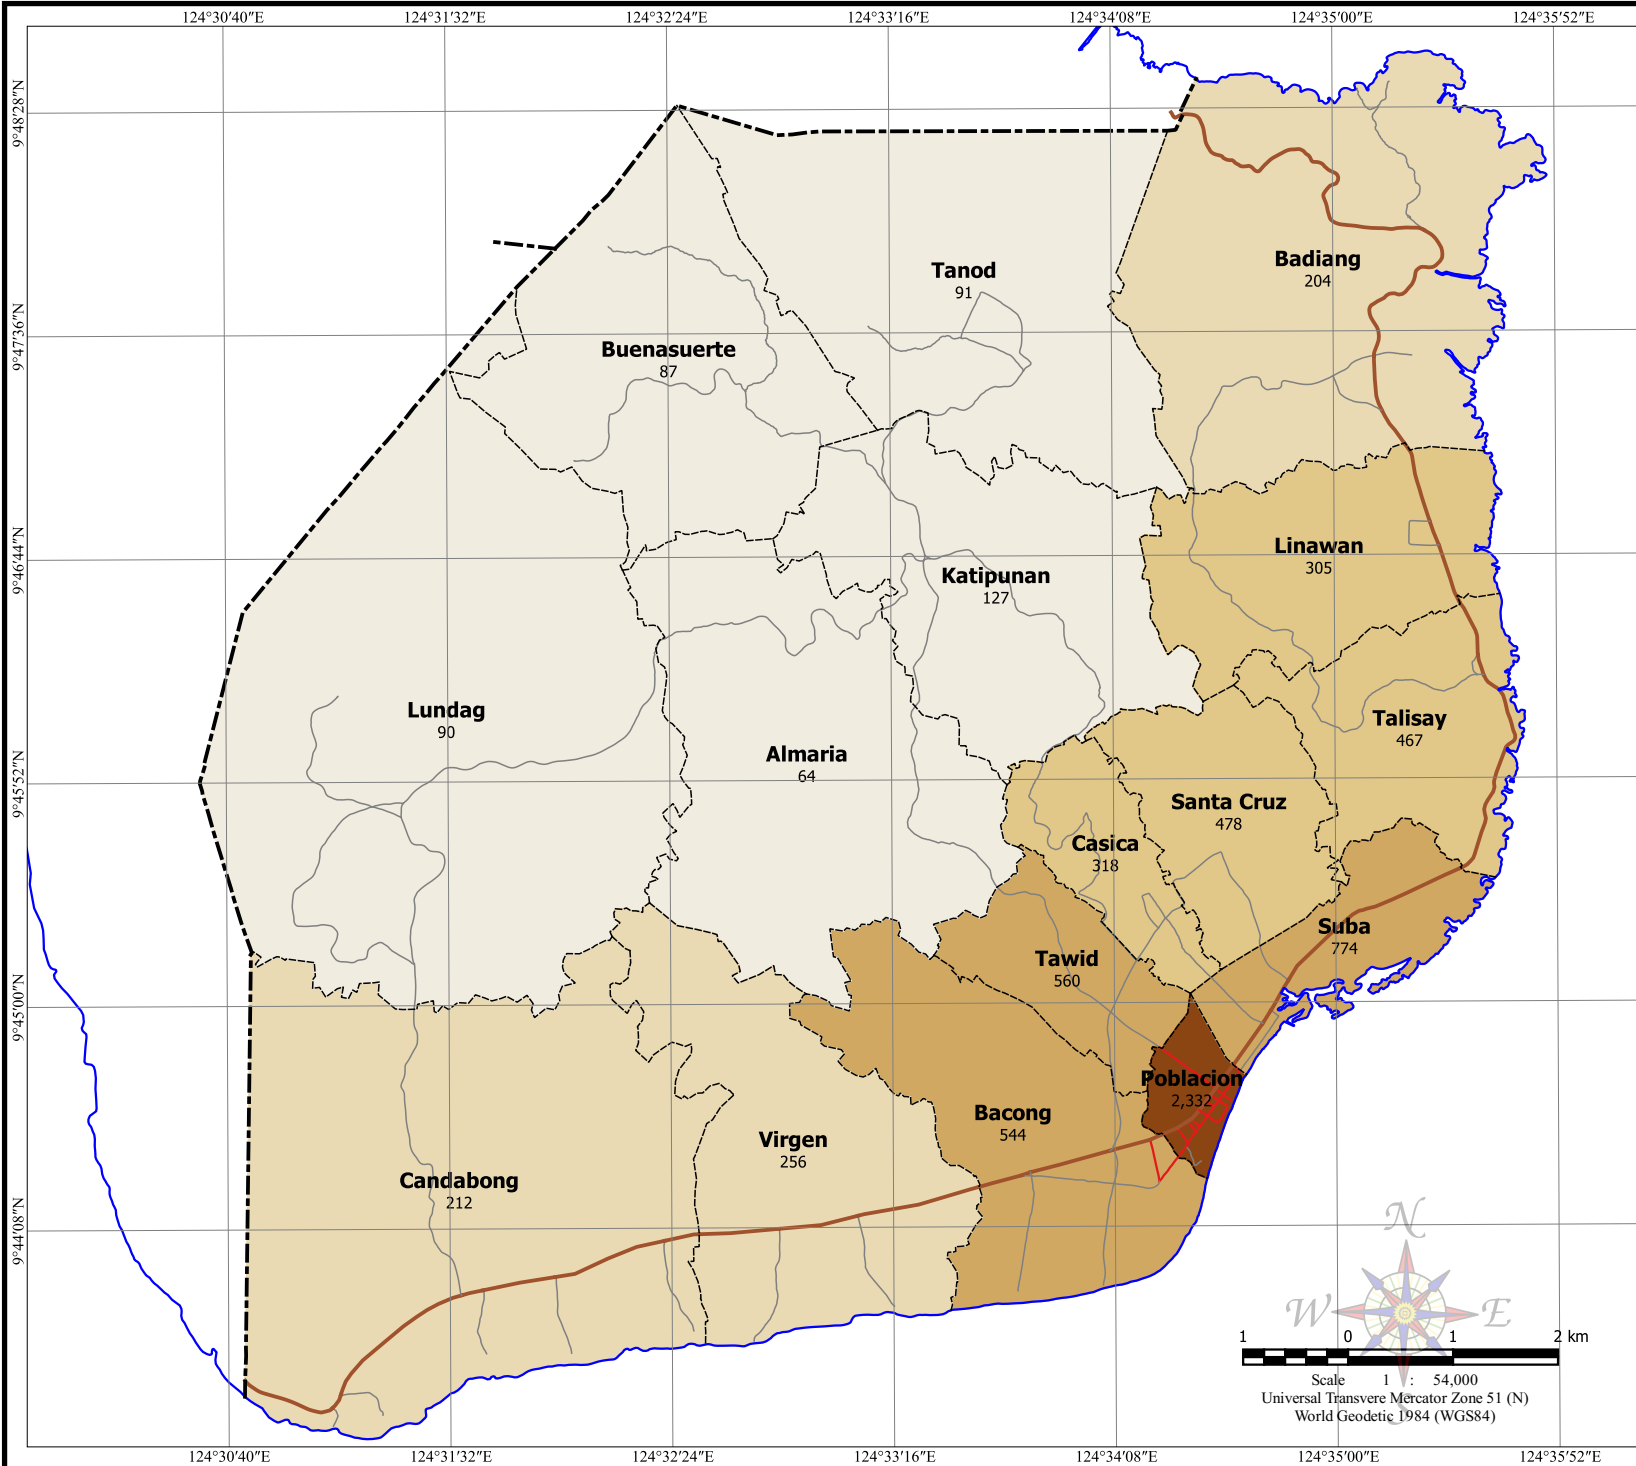 124°30′40″E 124°31′32″E 124°32′24″E 124°33′16″E 124°34′08″E 124°35′00″E 124°35′52″E
9°48′28″N
9°47′36″N
9°46′44″N
9°45′52″N
9°45′00″N
9°44′08″N
Badiang
204
Tanod
91
Buenasuerte
87
Linawan
305
Katipunan
127
Lundag
90
Talisay
467
Almaria
64
Santa Cruz
478
Casica
318
Suba
774
Tawid
560
Poblacion
2,332
Bacong
544
Virgen
256
Candabong
212
N
W E
S
1 0 1 2 km
Scale 1 : 54,000
Universal Transvere Mercator Zone 51 (N)
World Geodetic 1984 (WGS84)
124°30′40″E 124°31′32″E 124°32′24″E 124°33′16″E 124°34′08″E 124°35′00″E 124°35′52″E